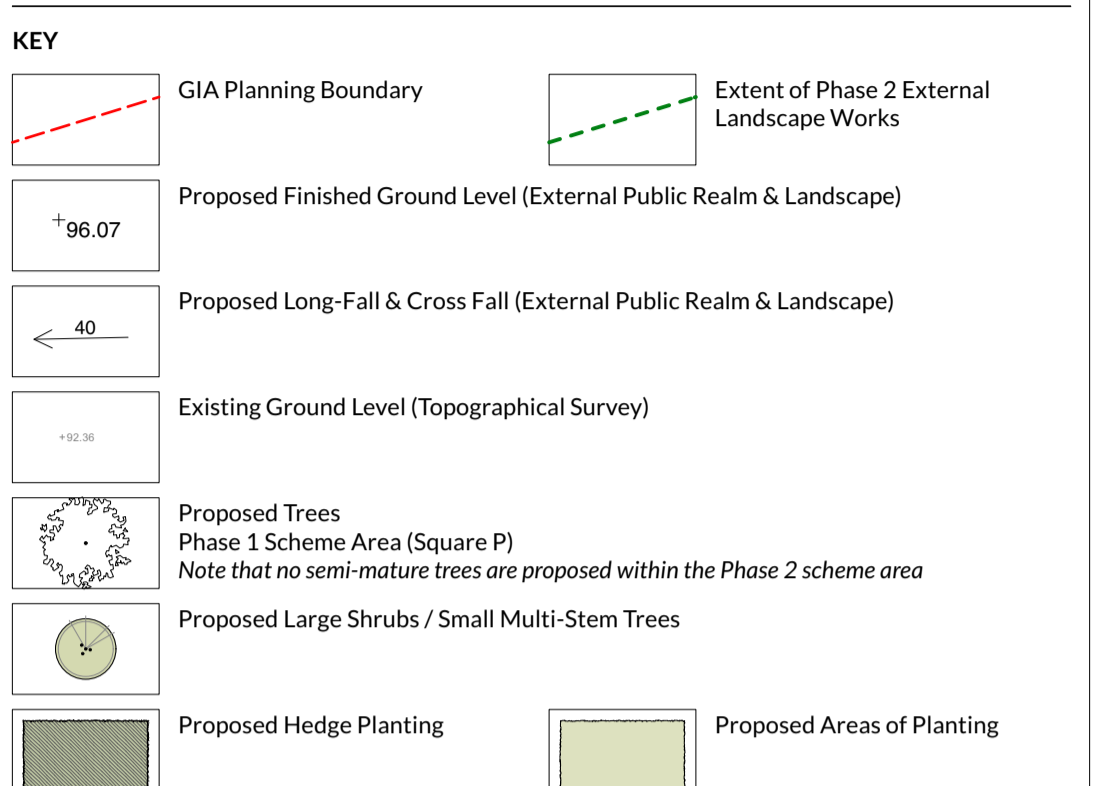 KEY
GIA Planning Boundary
Extent of Phase 2 External
Landscape Works
+96.07
Proposed Finished Ground Level (External Public Realm & Landscape)
40
Proposed Long-Fall & Cross Fall (External Public Realm & Landscape)
+92.36
Existing Ground Level (Topographical Survey)
Proposed Trees
Phase 1 Scheme Area (Square P)
Note that no semi-mature trees are proposed within the Phase 2 scheme area
Proposed Large Shrubs / Small Multi-Stem Trees
Proposed Hedge Planting
Proposed Areas of Planting